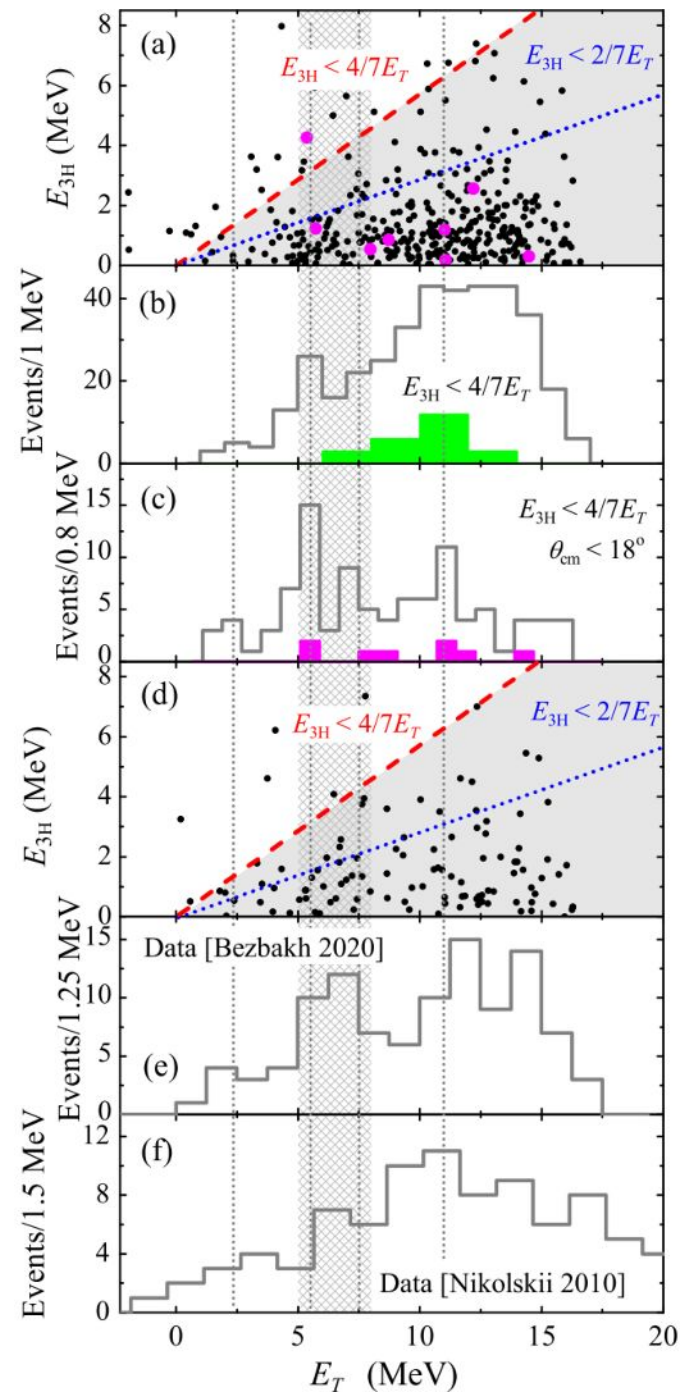 (a)
E3H < 4/7ET
E3H < 2/7ET
E3H (MeV)
8
6
4
2
0
(b)
E3H < 4/7ET
Events/1 MeV
40
20
0
(c)
E3H < 4/7ET
θcm < 18°
Events/0.8 MeV
15
10
5
0
(d)
E3H < 4/7ET
E3H < 2/7ET
E3H (MeV)
8
6
4
2
0
Data [Bezbakh 2020]
(e)
Events/1.25 MeV
15
10
5
0
(f)
Data [Nikolskii 2010]
Events/1.5 MeV
12
8
4
0
0 5 10 15 20
ET (MeV)